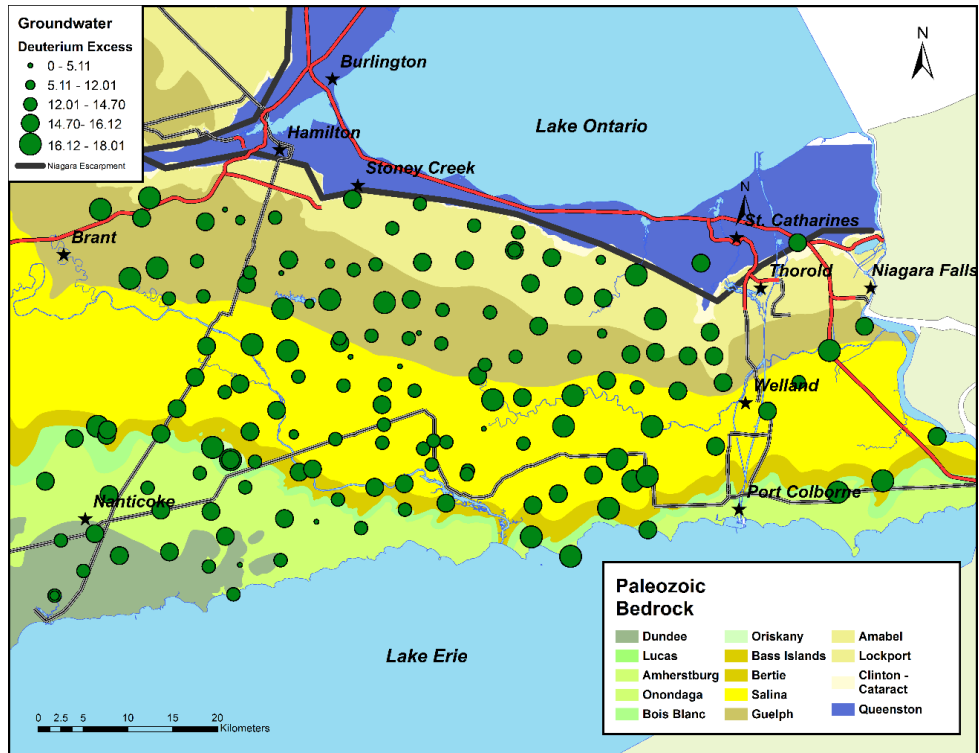 Groundwater
Deuterium Excess
0 - 5.11
5.11 - 12.01
12.01 - 14.70
14.70 - 16.12
16.12 - 18.01
Niagara Escarpment
N
Burlington
Lake Ontario
Hamilton
Stoney Creek
N
St. Catharines
Brant
Thorold
Niagara Falls
Welland
Nanticoke
Port Colborne
Lake Erie
0 2.5 5 10 15 20
Kilometers
Paleozoic
Bedrock
Dundee
Lucas
Amherstburg
Onondaga
Bois Blanc
Oriskany
Bass Islands
Bertie
Salina
Guelph
Amabel
Lockport
Clinton -
Cataract
Queenston